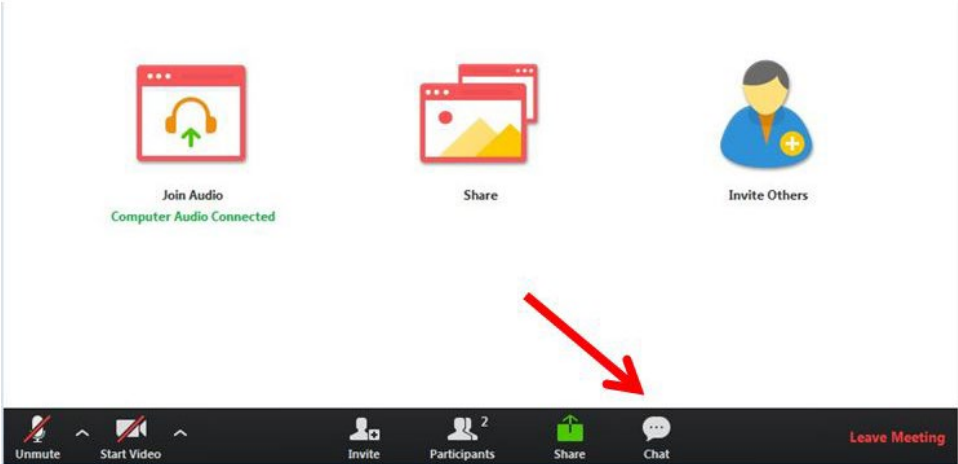 Join Audio
Computer Audio Connected
Share
Invite Others
Unmute
Start Video
Invite
Participants
2
Share
Chat
Leave Meeting